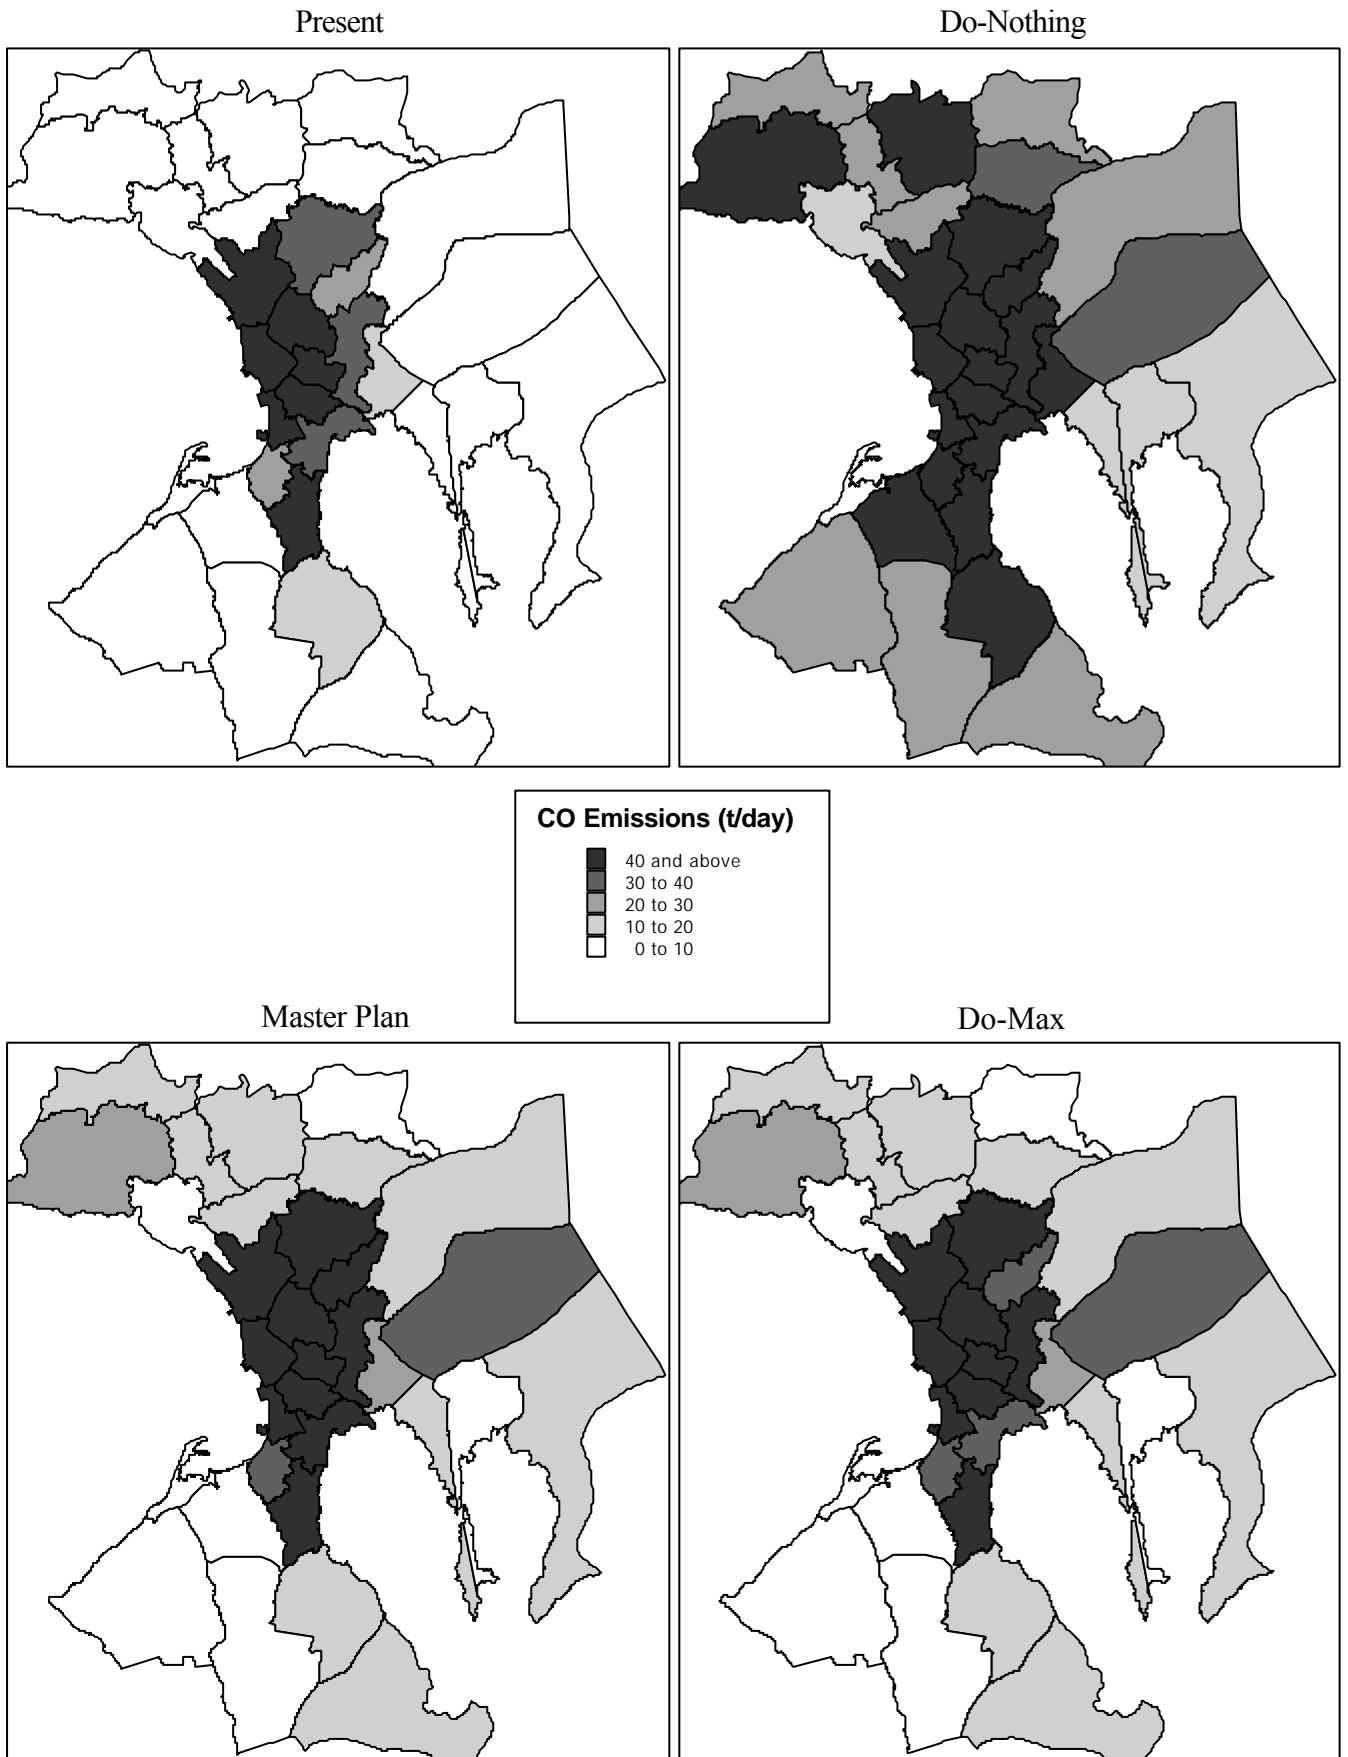 Present
Do-Nothing
CO Emissions (t/day)
40 and above
30 to 40
20 to 30
10 to 20
0 to 10
Master Plan
Do-Max